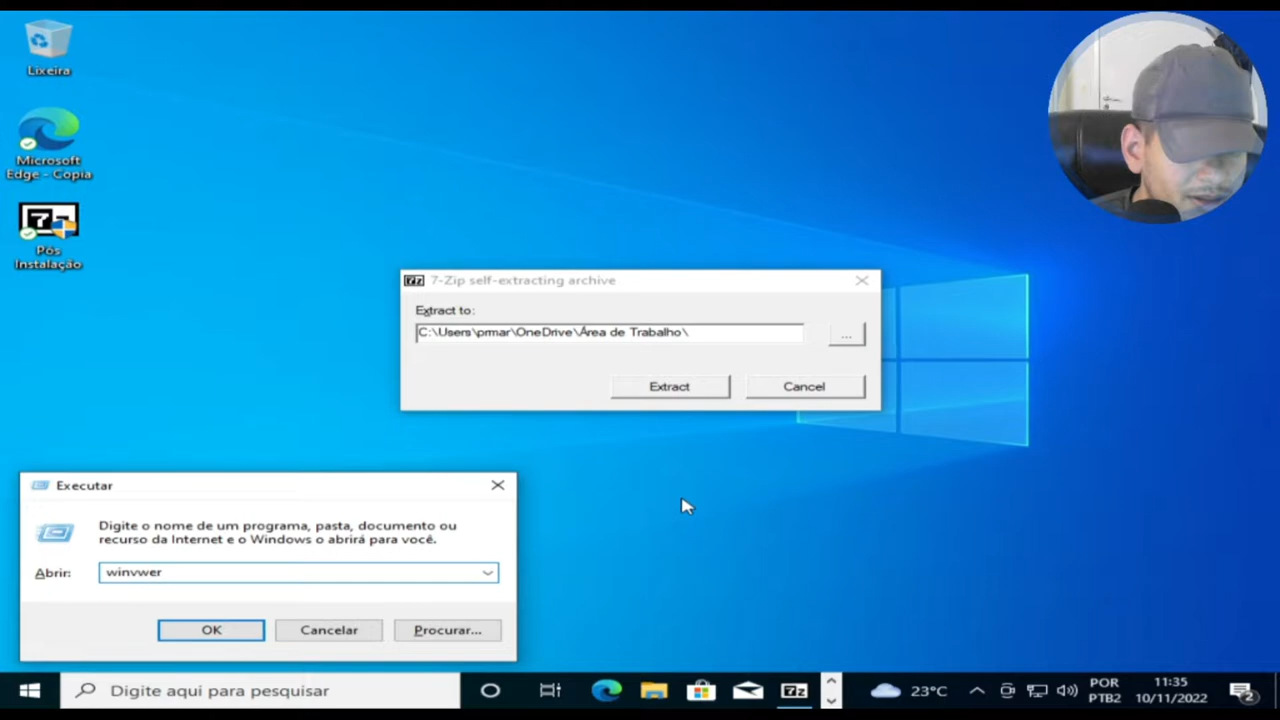 Lixeira
Microsoft
Edge - Copia
Pós
Instalação
7-Zip self-extracting archive
Extract to:
C:\Users\prmar\OneDrive\Área de Trabalho\
...
Extract
Cancel
Executar
Digite o nome de um programa, pasta, documento ou
recurso da Internet e o Windows o abrirá para você.
Abrir:
winvwer
OK
Cancelar
Procurar...
Digite aqui para pesquisar
23°C
POR
PTB2
11:35
10/11/2022
2